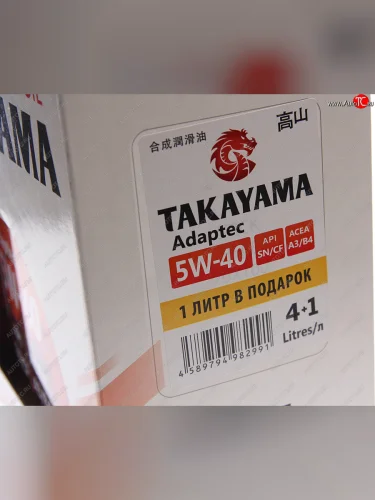 合成潤滑油
高山
AMA
TAKAYAMA
Adaptec
5W-40
API
SN/CF
ACEA
A3/B4
1 ЛИТР В ПОДАРОК
4+1
Litres/л
4 589794 982991